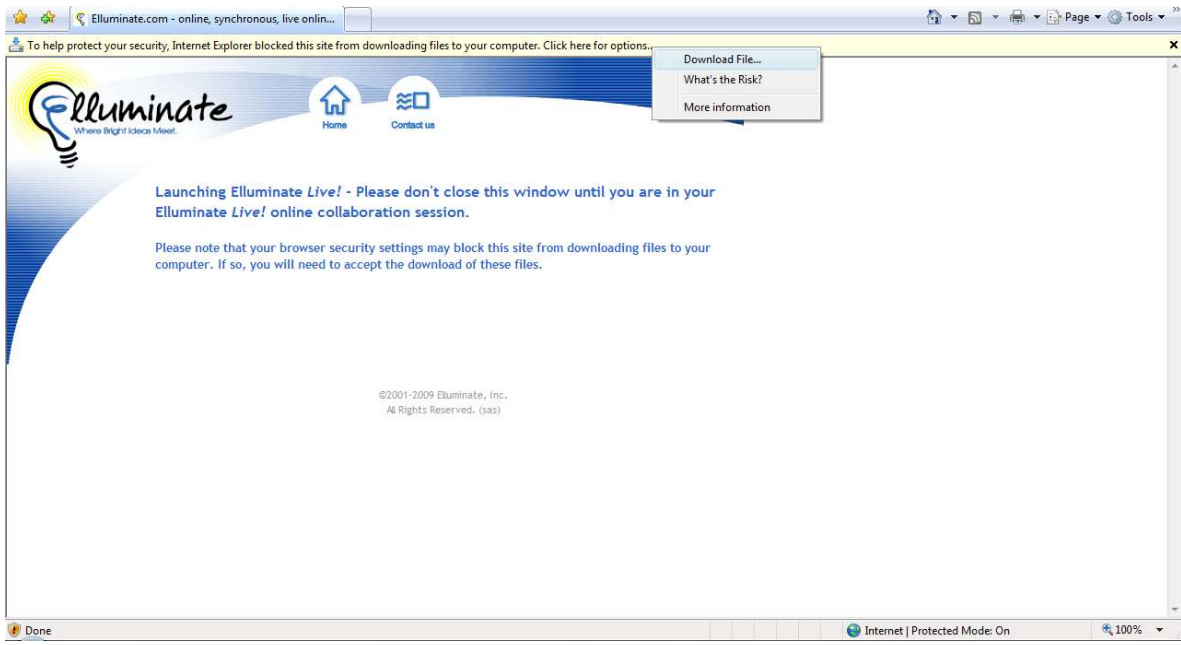 Elluminate.com - online, synchronous, live onlin...
Page
Tools
To help protect your security, Internet Explorer blocked this site from downloading files to your computer. Click here for options...
Download File...
What's the Risk?
More information
Elluminate
Where Bright Ideas Meet.
Home
Contact us
Launching Elluminate Live! - Please don't close this window until you are in your
Elluminate Live! online collaboration session.
Please note that your browser security settings may block this site from downloading files to your
computer. If so, you will need to accept the download of these files.
©2001-2009 Elluminate, Inc.
All Rights Reserved. (sas)
Done
Internet | Protected Mode: On
100%